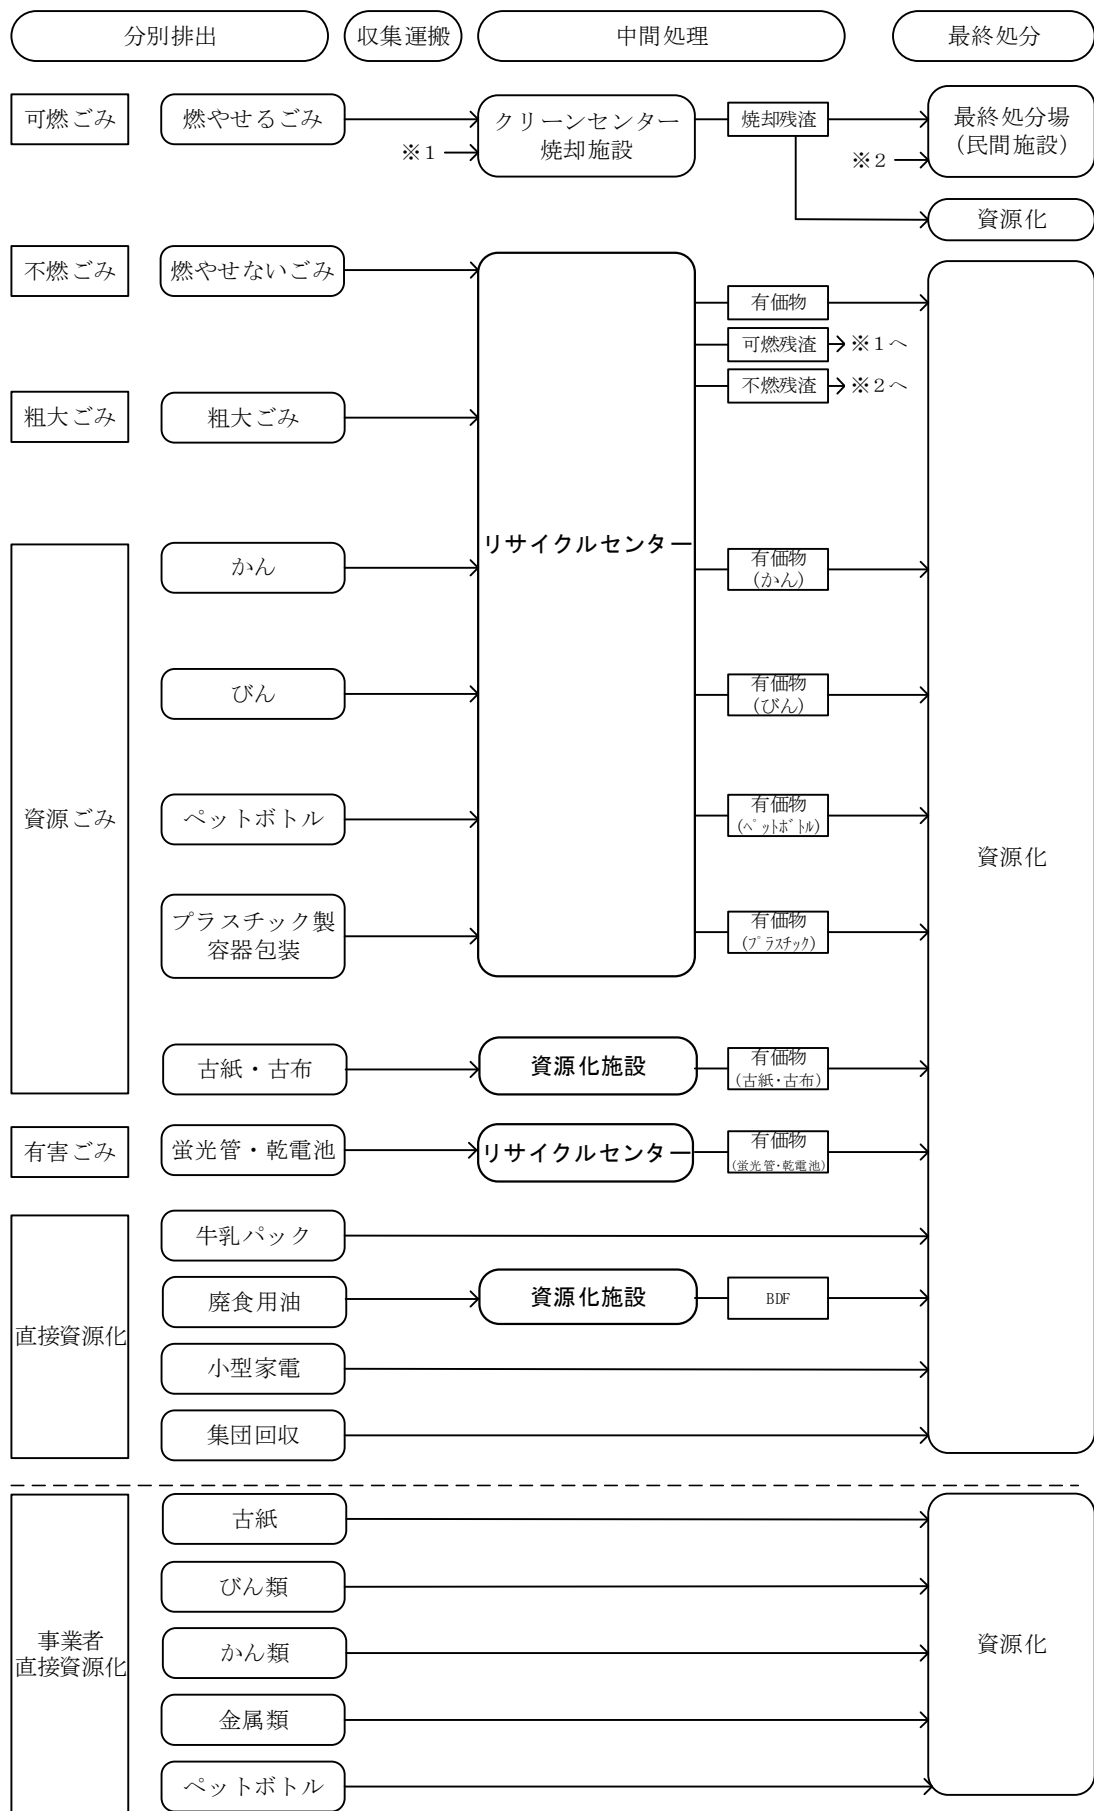 分別排出
収集運搬
中間処理
最終処分
可燃ごみ
燃やせるごみ
※1
クリーンセンター
焼却施設
焼却残渣
※2
最終処分場
(民間施設)
資源化
不燃ごみ
燃やせないごみ
有価物
可燃残渣
※1へ
不燃残渣
※2へ
粗大ごみ
粗大ごみ
リサイクルセンター
資源ごみ
かん
有価物
(かん)
びん
有価物
(びん)
ペットボトル
有価物
(ペットボトル)
資源化
プラスチック製
容器包装
有価物
(プラスチック)
古紙・古布
資源化施設
有価物
(古紙・古布)
有害ごみ
蛍光管・乾電池
リサイクルセンター
有価物
(蛍光管・乾電池)
直接資源化
牛乳パック
廃食用油
資源化施設
BDF
小型家電
集団回収
事業者
直接資源化
古紙
びん類
かん類
金属類
ペットボトル
資源化